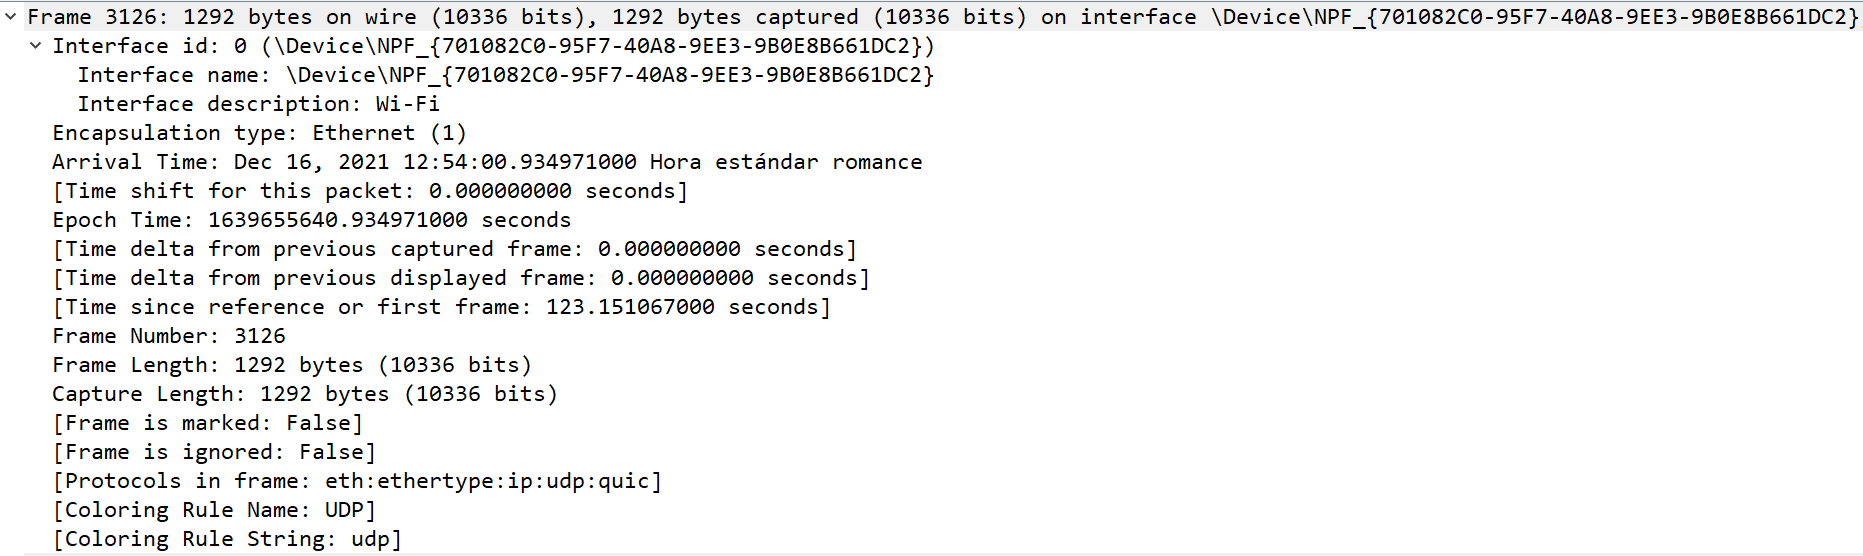 Frame 3126: 1292 bytes on wire (10336 bits), 1292 bytes captured (10336 bits) on interface \Device\NPF_{701082C0-95F7-40A8-9EE3-9B0E8B661DC2}
Interface id: 0 (\Device\NPF_{701082C0-95F7-40A8-9EE3-9B0E8B661DC2})
Interface name: \Device\NPF_{701082C0-95F7-40A8-9EE3-9B0E8B661DC2}
Interface description: Wi-Fi
Encapsulation type: Ethernet (1)
Arrival Time: Dec 16, 2021 12:54:00.934971000 Hora estándar romance
[Time shift for this packet: 0.000000000 seconds]
Epoch Time: 1639655640.934971000 seconds
[Time delta from previous captured frame: 0.000000000 seconds]
[Time delta from previous displayed frame: 0.000000000 seconds]
[Time since reference or first frame: 123.151067000 seconds]
Frame Number: 3126
Frame Length: 1292 bytes (10336 bits)
Capture Length: 1292 bytes (10336 bits)
[Frame is marked: False]
[Frame is ignored: False]
[Protocols in frame: eth:ethertype:ip:udp:quic]
[Coloring Rule Name: UDP]
[Coloring Rule String: udp]